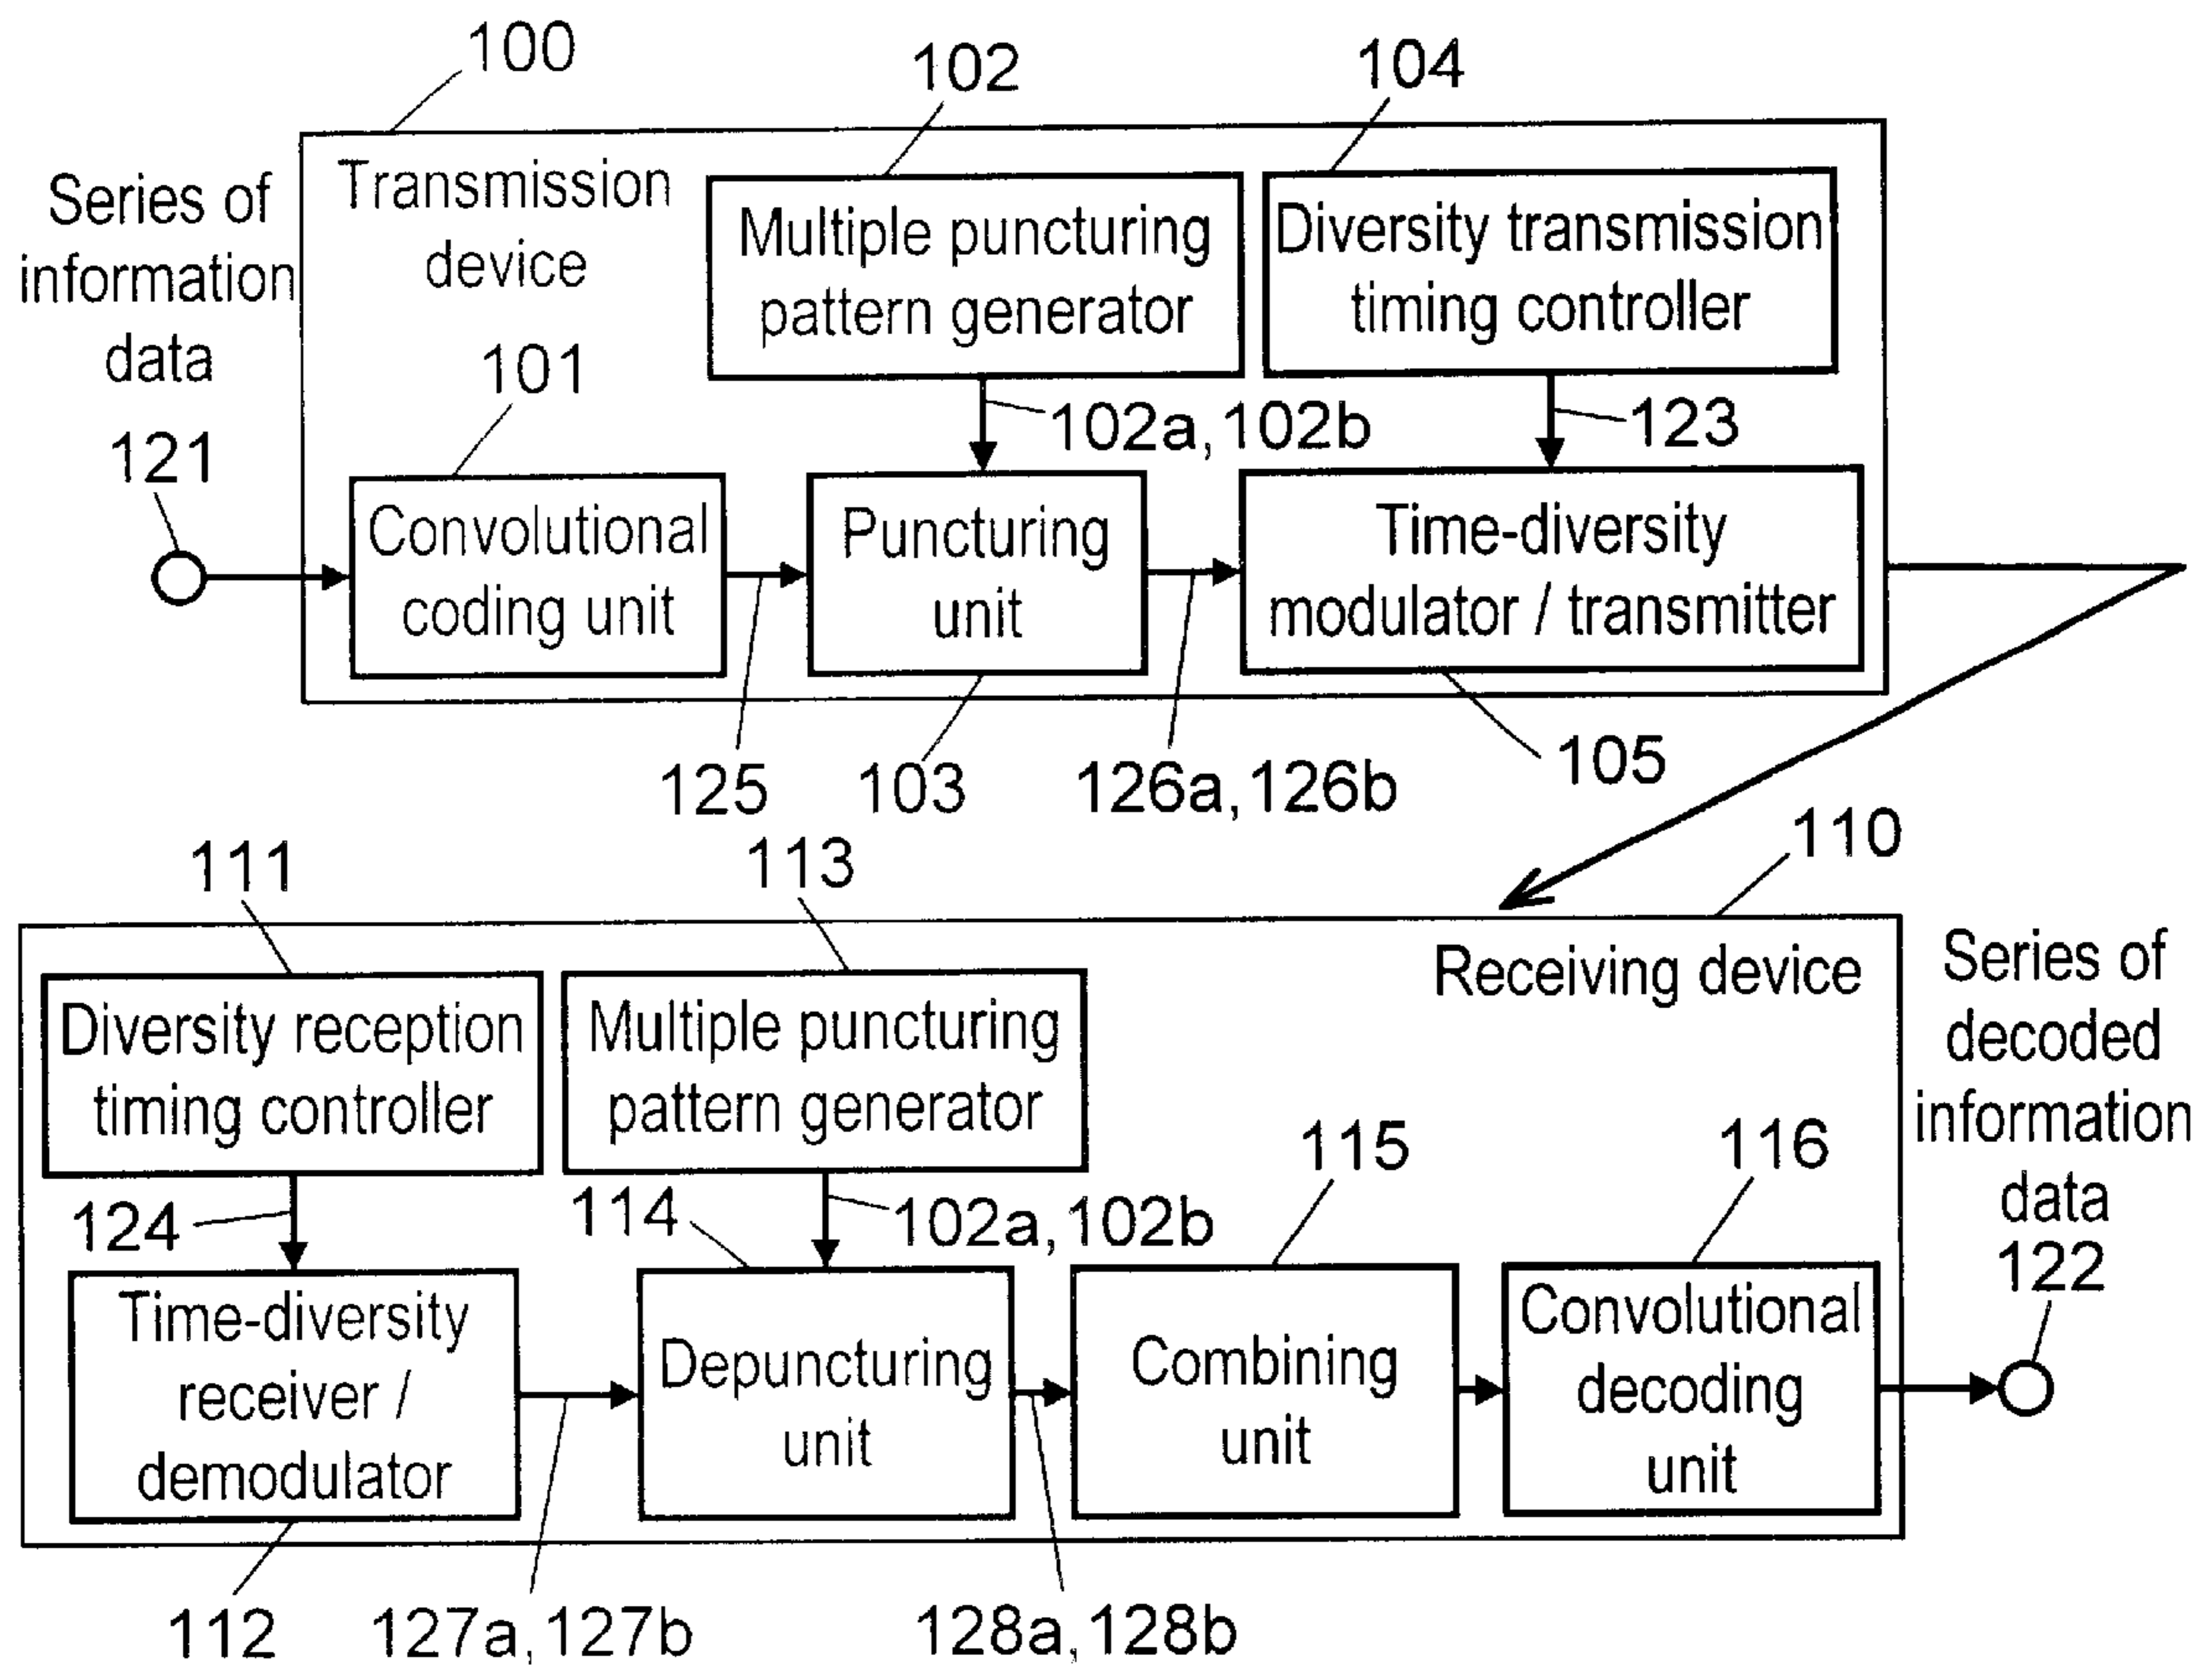 100
102
104
Series of
information
data
121
Transmission
device
101
Multiple puncturing
pattern generator
Diversity transmission
timing controller
102a, 102b
123
Convolutional
coding unit
Puncturing
unit
Time-diversity
modulator / transmitter
125
103
126a, 126b
105
110
111
113
Receiving device
Diversity reception
timing controller
Multiple puncturing
pattern generator
124
114
102a, 102b
115
116
Series of
decoded
information
data
122
Time-diversity
receiver /
demodulator
Depuncturing
unit
Combining
unit
Convolutional
decoding
unit
112
127a, 127b
128a, 128b